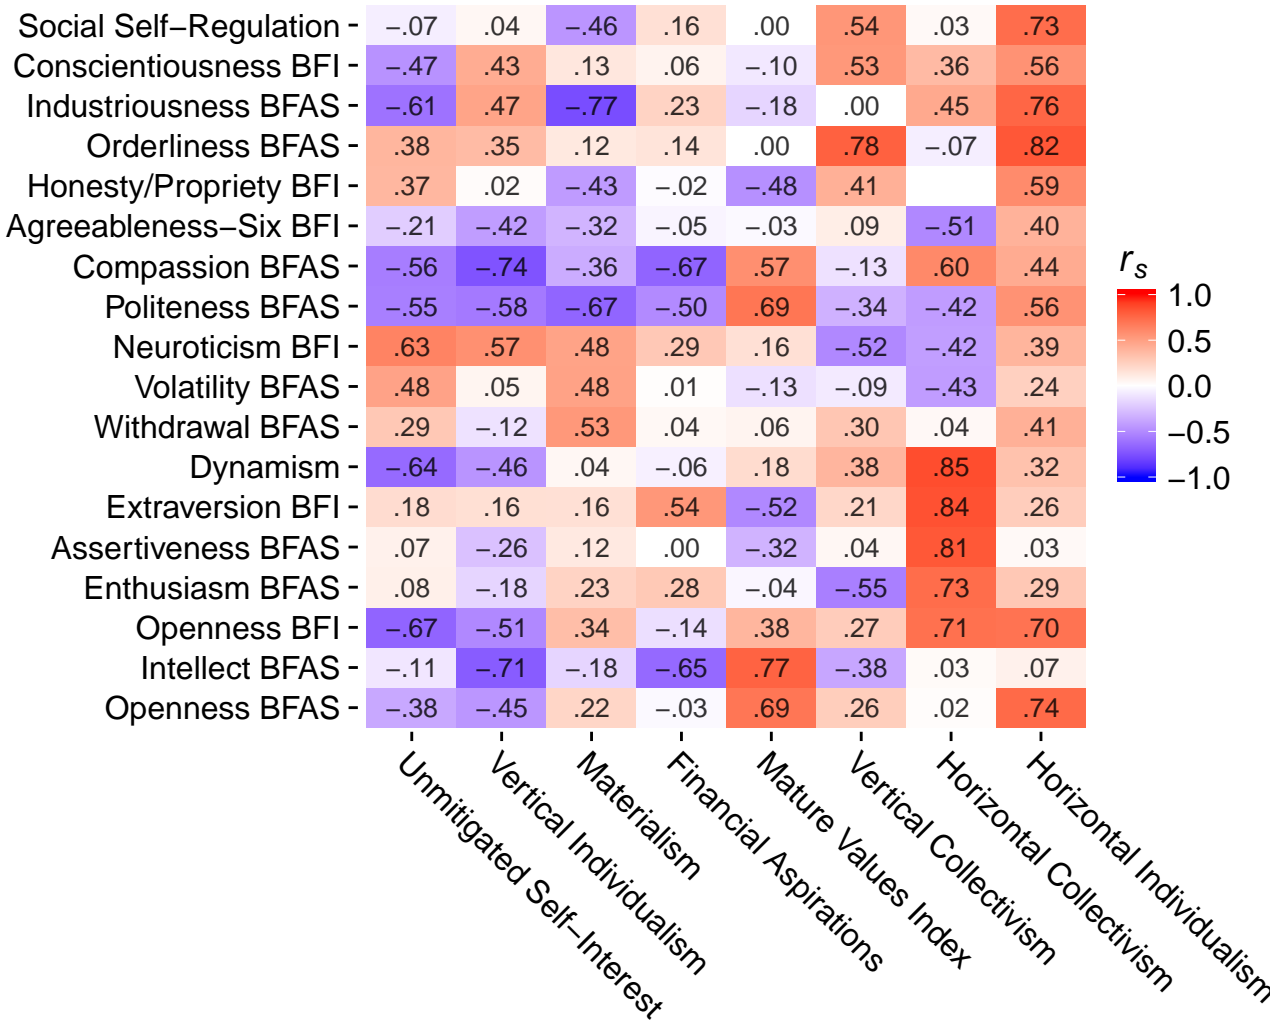 Social Self−Regulation −.07 .04 −.46 .16 .00 .54 .03 .73
Conscientiousness BFI −.47 .43 .13 .06 −.10 .53 .36 .56
Industriousness BFAS −.61 .47 −.77 .23 −.18 .00 .45 .76
Orderliness BFAS .38 .35 .12 .14 .00 .78 −.07 .82
Honesty/Propriety BFI .37 .02 −.43 −.02 −.48 .41 .59
Agreeableness−Six BFI −.21 −.42 −.32 −.05 −.03 .09 −.51 .40
Compassion BFAS −.56 −.74 −.36 −.67 .57 −.13 .60 .44
Politeness BFAS −.55 −.58 −.67 −.50 .69 −.34 −.42 .56
Neuroticism BFI .63 .57 .48 .29 .16 −.52 −.42 .39
Volatility BFAS .48 .05 .48 .01 −.13 −.09 −.43 .24
Withdrawal BFAS .29 −.12 .53 .04 .06 .30 .04 .41
Dynamism −.64 −.46 .04 −.06 .18 .38 .85 .32
Extraversion BFI .18 .16 .16 .54 −.52 .21 .84 .26
Assertiveness BFAS .07 −.26 .12 .00 −.32 .04 .81 .03
Enthusiasm BFAS .08 −.18 .23 .28 −.04 −.55 .73 .29
Openness BFI −.67 −.51 .34 −.14 .38 .27 .71 .70
Intellect BFAS −.11 −.71 −.18 −.65 .77 −.38 .03 .07
Openness BFAS −.38 −.45 .22 −.03 .69 .26 .02 .74
Unmitigated Self−Interest
Vertical Individualism
Materialism
Financial Aspirations
Mature Values Index
Vertical Collectivism
Horizontal Collectivism
Horizontal Individualism
rs
1.0
0.5
0.0
−0.5
−1.0